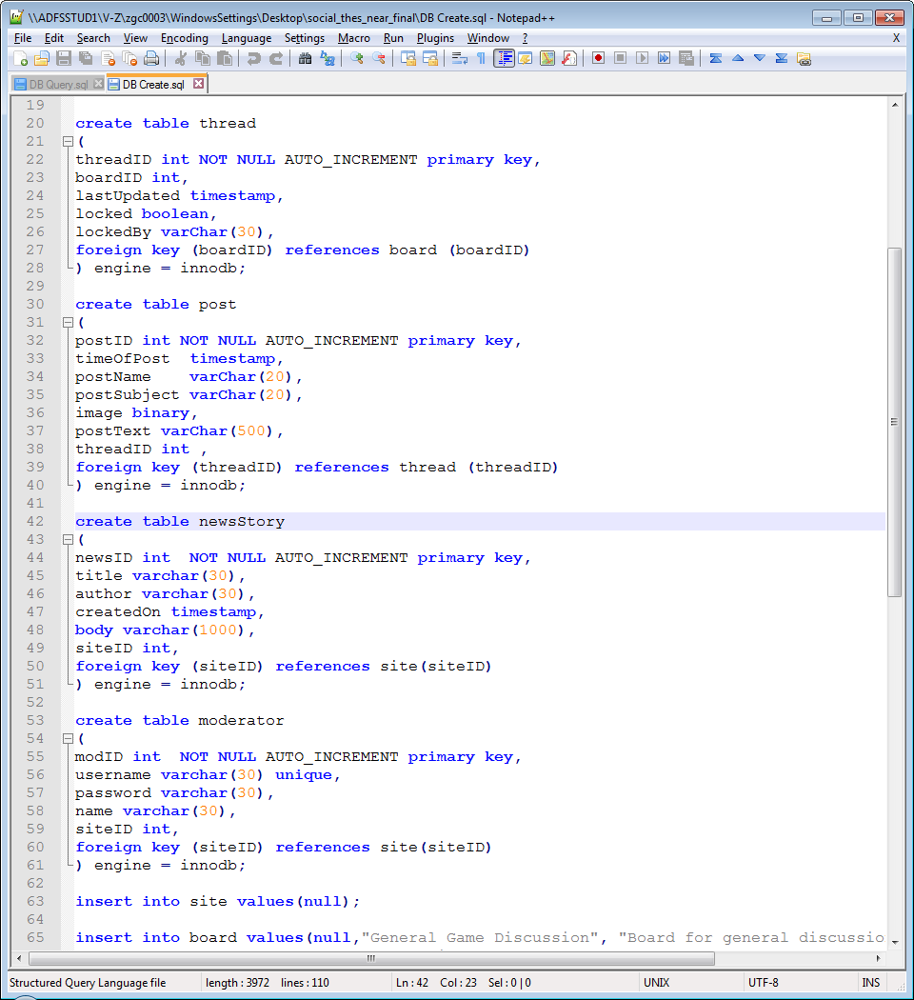 \\ADFSSTUD1\V-Z\zgc0003\WindowsSettings\Desktop\social_thes_near_final\DB Create.sql - Notepad++
File Edit Search View Encoding Language Settings Macro Run Plugins Window ? X
DB Query.sql DB Create.sql
19
20 create table thread
21 (
22 threadID int NOT NULL AUTO_INCREMENT primary key,
23 boardID int,
24 lastUpdated timestamp,
25 locked boolean,
26 lockedBy varChar(30),
27 foreign key (boardID) references board (boardID)
28 ) engine = innodb;
29
30 create table post
31 (
32 postID int NOT NULL AUTO_INCREMENT primary key,
33 timeOfPost  timestamp,
34 postName    varChar(20),
35 postSubject varChar(20),
36 image binary,
37 postText varChar(500),
38 threadID int ,
39 foreign key (threadID) references thread (threadID)
40 ) engine = innodb;
41
42 create table newsStory
43 (
44 newsID int  NOT NULL AUTO_INCREMENT primary key,
45 title varchar(30),
46 author varchar(30),
47 createdOn timestamp,
48 body varchar(1000),
49 siteID int,
50 foreign key (siteID) references site(siteID)
51 ) engine = innodb;
52
53 create table moderator
54 (
55 modID int  NOT NULL AUTO_INCREMENT primary key,
56 username varchar(30) unique,
57 password varchar(30),
58 name varchar(30),
59 siteID int,
60 foreign key (siteID) references site(siteID)
61 ) engine = innodb;
62
63 insert into site values(null);
64
65 insert into board values(null,"General Game Discussion", "Board for general discussio
Structured Query Language file length : 3972 lines : 110 Ln : 42 Col : 23 Sel : 0 | 0 UNIX UTF-8 INS